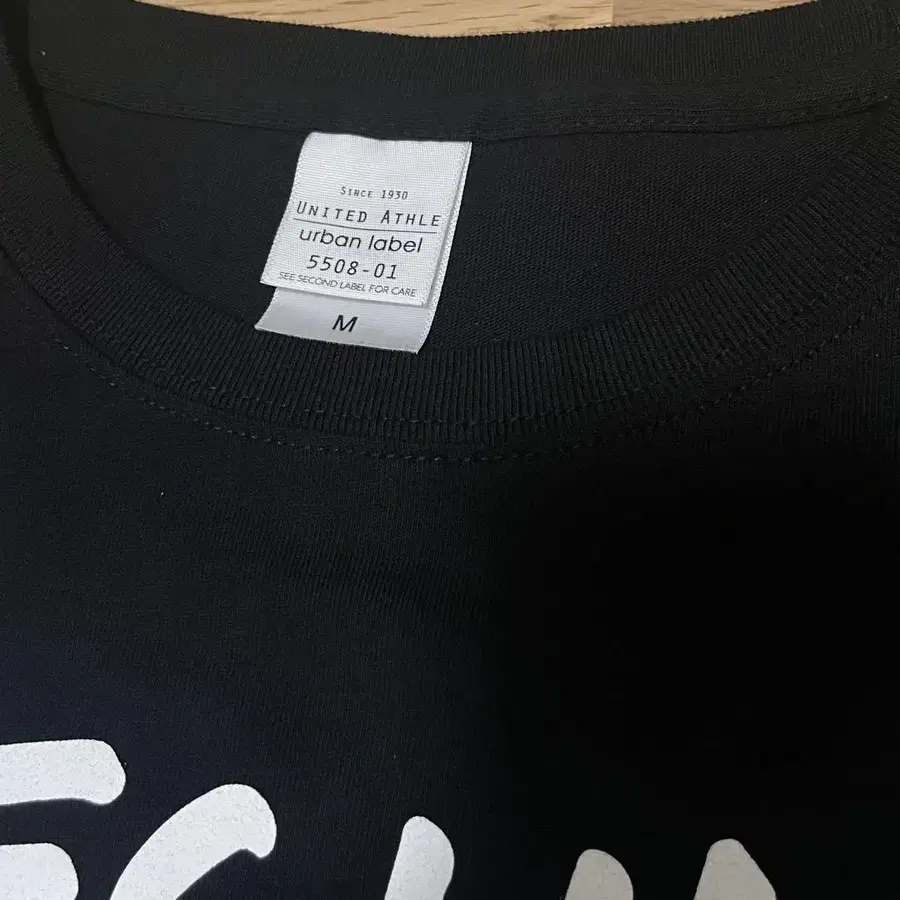 SINCE 1930
UNITED ATHLE
urban label
5508-01
SEE SECOND LABEL FOR CARE
M